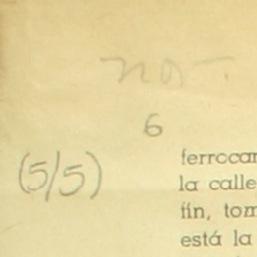 6
(5/5)
ferrocar
la calle
tín, tom
está la